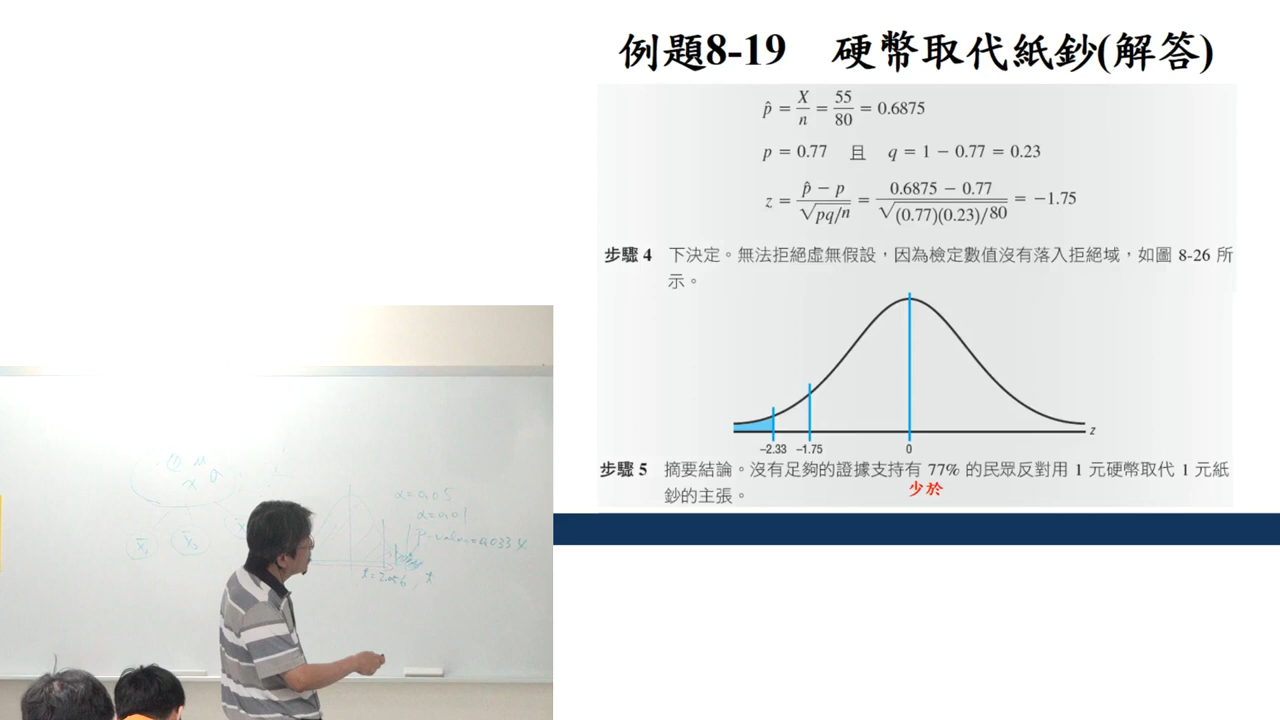 例題8-19 硬幣取代紙鈔(解答)
p̂ = X/n = 55/80 = 0.6875
p = 0.77 且 q = 1 − 0.77 = 0.23
z = (p̂ − p)/√(pq/n) = (0.6875 − 0.77)/√((0.77)(0.23)/80) = −1.75
步驟 4 下決定。無法拒絕虛無假設，因為檢定數值沒有落入拒絕域，如圖 8-26 所
示。
z
−2.33 −1.75 0
步驟 5 摘要結論。沒有足夠的證據支持有 77% 的民眾反對用 1 元硬幣取代 1 元紙
少於
鈔的主張。
α=0.05
α=0.01
p-value=0.033